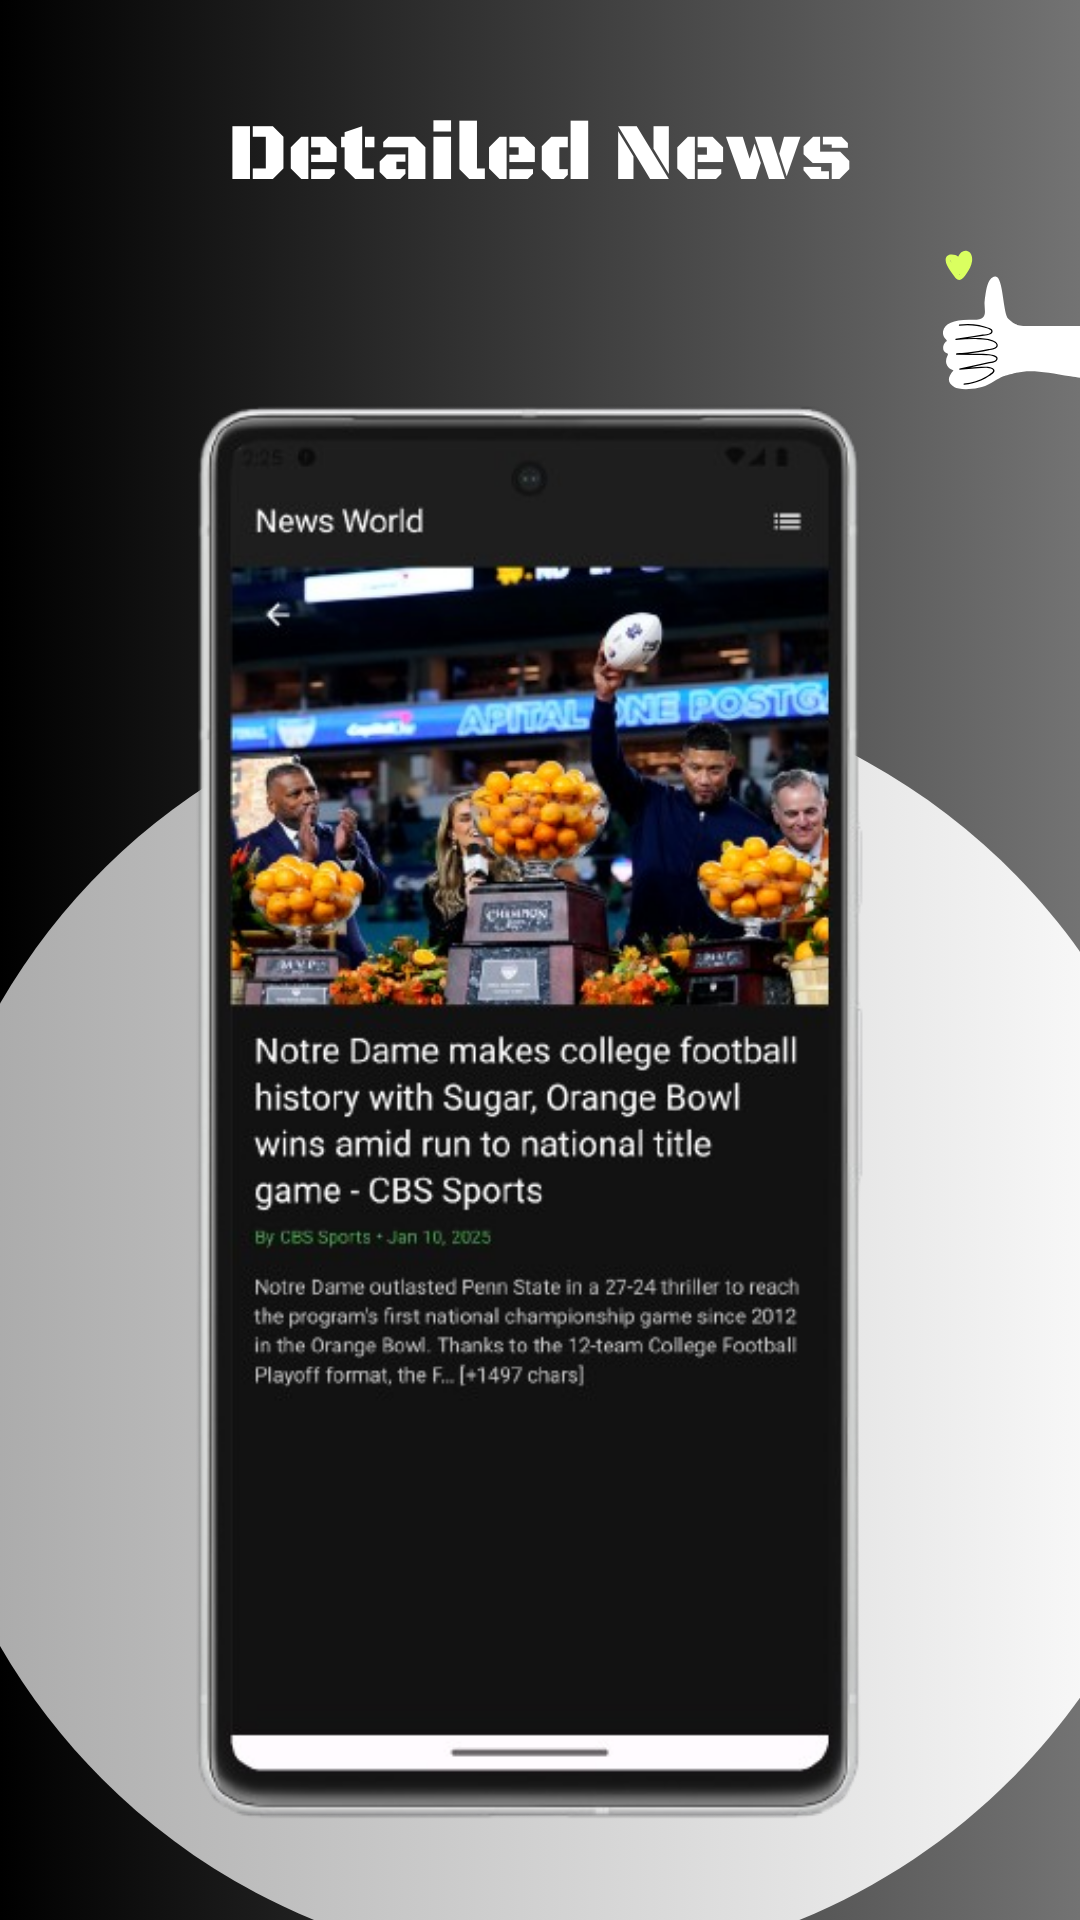 Detailed News
2:25
News World
APITAL ONE POSTG
CHAMPION
MVP
Notre Dame makes college football
history with Sugar, Orange Bowl
wins amid run to national title
game - CBS Sports
By CBS Sports • Jan 10, 2025
Notre Dame outlasted Penn State in a 27-24 thriller to reach
the program's first national championship game since 2012
in the Orange Bowl. Thanks to the 12-team College Football
Playoff format, the F... [+1497 chars]